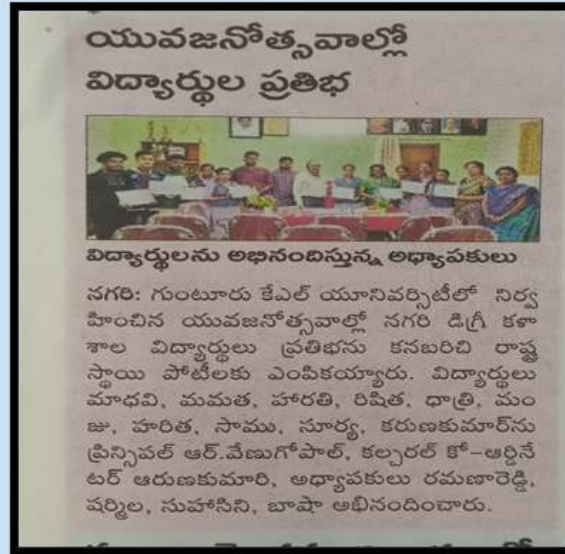 యువజనోత్సవాల్లో
విద్యార్థుల ప్రతిభ
విద్యార్థులను అభినందిస్తున్న అధ్యాపకులు
నగరి: గుంటూరు కేఎల్ యూనివర్సిటీలో నిర్వ
హించిన యువజనోత్సవాల్లో నగరి డిగ్రీ కళా
శాల విద్యార్థులు ప్రతిభను కనబరిచి రాష్ట్ర
స్థాయి పోటీలకు ఎంపికయ్యారు. విద్యార్థులు
మాధవి, మమత, హారతి, రిషిత, ధాత్రి, మం
జు, హరిత, సాము, సూర్య, కరుణకుమార్‌ను
ప్రిన్సిపల్ ఆర్.వేణుగోపాల్, కల్చరల్ కో-ఆర్డినే
టర్ ఆరుణకుమారి, అధ్యాపకులు రమణారెడ్డి,
షర్మిల, సుహాసిని, బాషా అభినందించారు.